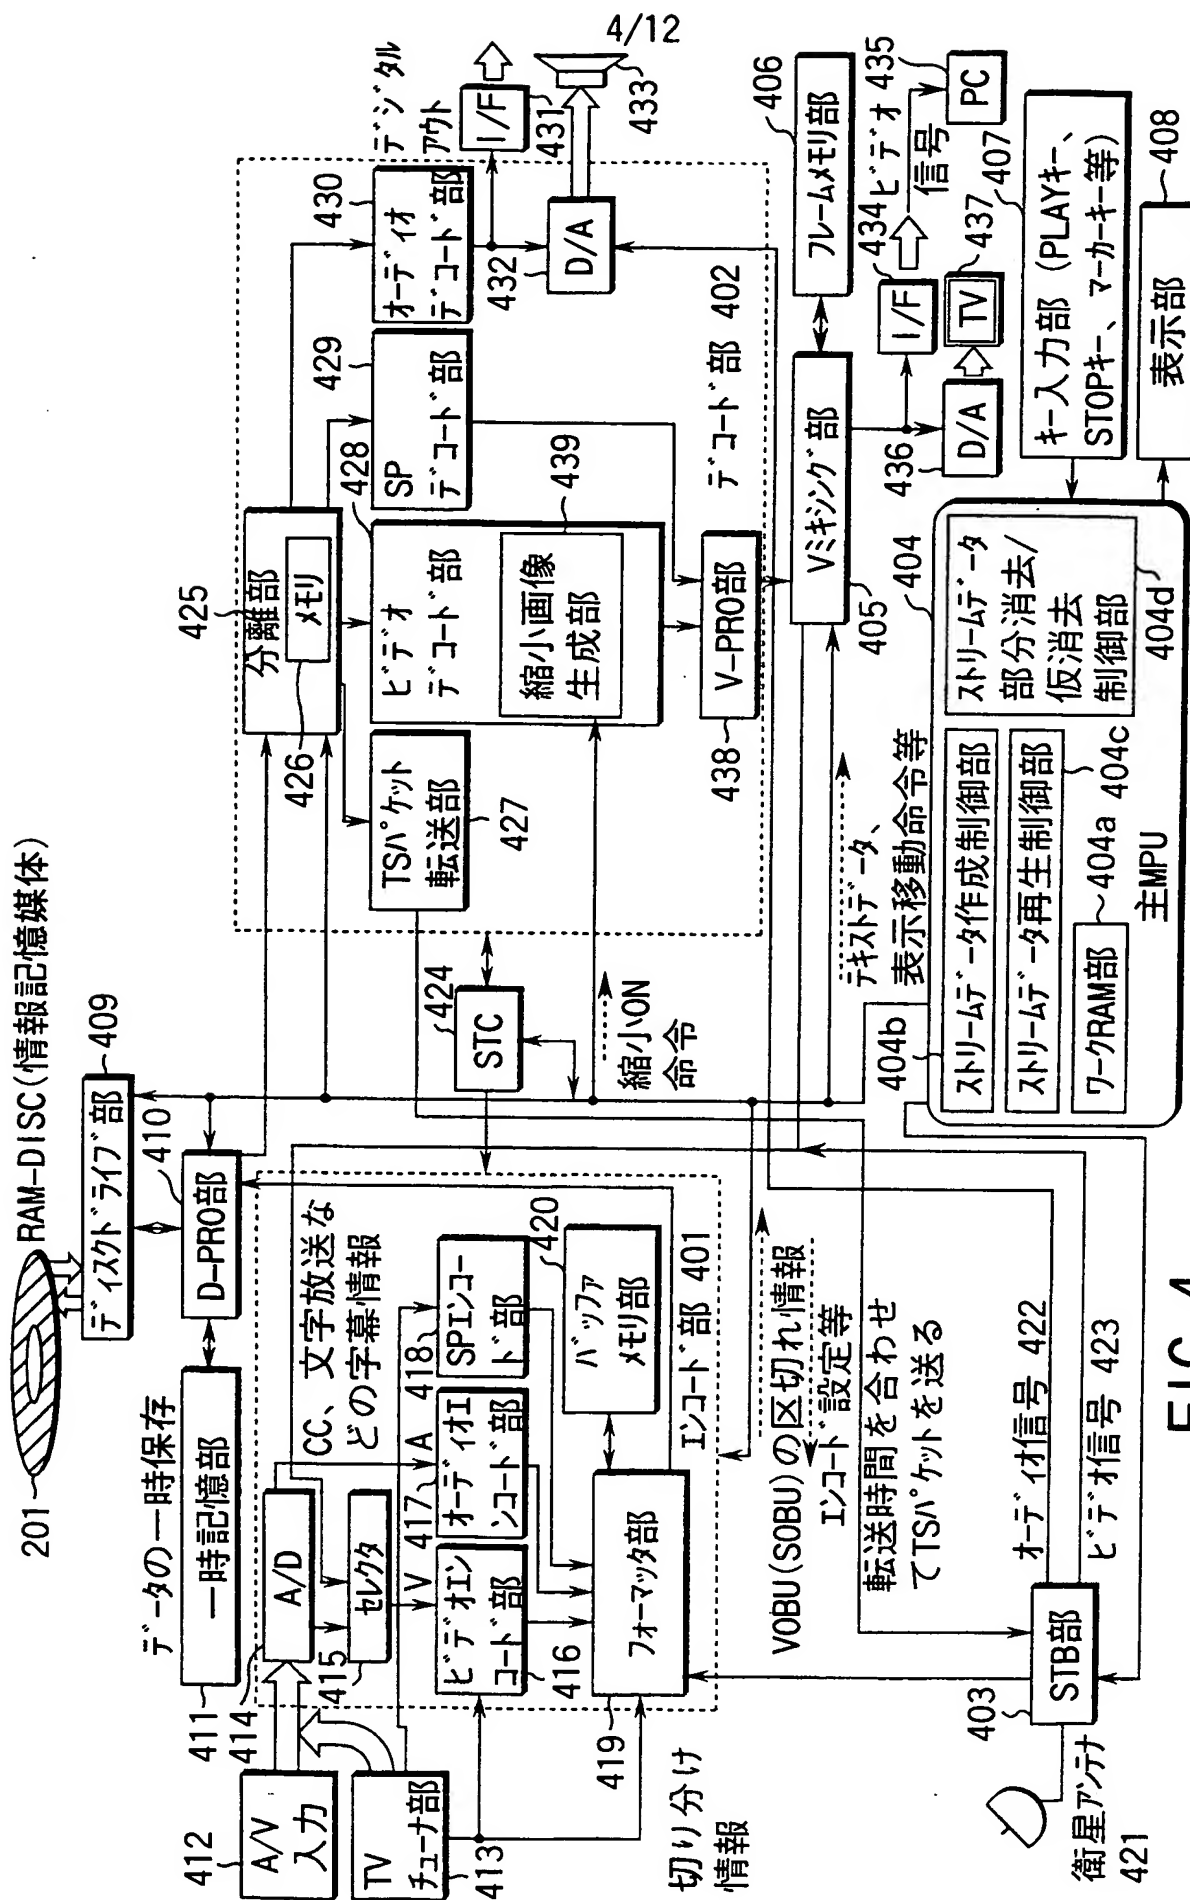 4/12
RAM-DISC(情報記憶媒体)
201
ディスクドライブ部
409
データの一時保存
一時記憶部
411
D-PRO部
410
A/V
入力
412
TV
チューナ部
413
A/D
414
セレクタ
415
CC、文字放送な
どの字幕情報
V
A
ビデオエン
コード部
416
オーディオエ
ンコード部
417
SPエンコー
ド部
418
フォーマッタ部
419
バッファ
メモリ部
420
エンコード部 401
切り分け
情報
STC
424
縮小ON
命令
分離部
425
メモリ
426
TSパケット
転送部
427
ビデオ
デコード部
428
縮小画像
生成部
439
SP
デコード部
429
オーディオ
デコード部
430
V-PRO部
438
デコード部 402
デジタル
アウト
I/F
431
D/A
432
433
VOBU(SOBU)の区切れ情報
エンコード設定等
転送時間を合わせ
てTSパケットを送る
オーディオ信号 422
ビデオ信号 423
STB部
403
衛星アンテナ
421
テキストデータ、
表示移動命令等
Vミキシング部
405
フレームメモリ部
406
I/F
434
ビデオ
信号
PC
435
D/A
436
TV
437
キー入力部 (PLAYキー、
STOPキー、マーカーキー等)
407
表示部
408
404
404b
ストリームデータ作成制御部
ストリームデータ再生制御部
404c
ワークRAM部
404a
ストリームデータ
部分消去/
仮消去
制御部
404d
主MPU
FIG. 4